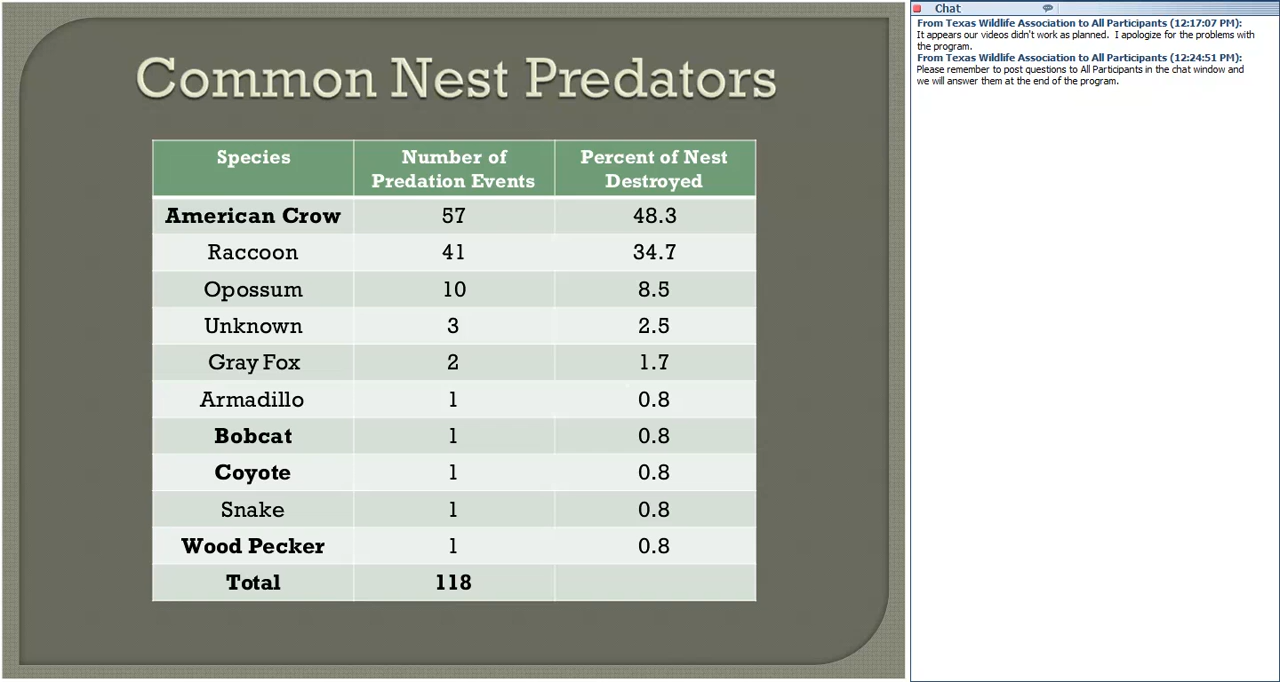 Common Nest Predators
Species Number of Predation Events Percent of Nest Destroyed
American Crow 57 48.3
Raccoon 41 34.7
Opossum 10 8.5
Unknown 3 2.5
Gray Fox 2 1.7
Armadillo 1 0.8
Bobcat 1 0.8
Coyote 1 0.8
Snake 1 0.8
Wood Pecker 1 0.8
Total 118
Chat
From Texas Wildlife Association to All Participants (12:17:07 PM):
It appears our videos didn't work as planned. I apologize for the problems with
the program.
From Texas Wildlife Association to All Participants (12:24:51 PM):
Please remember to post questions to All Participants in the chat window and
we will answer them at the end of the program.